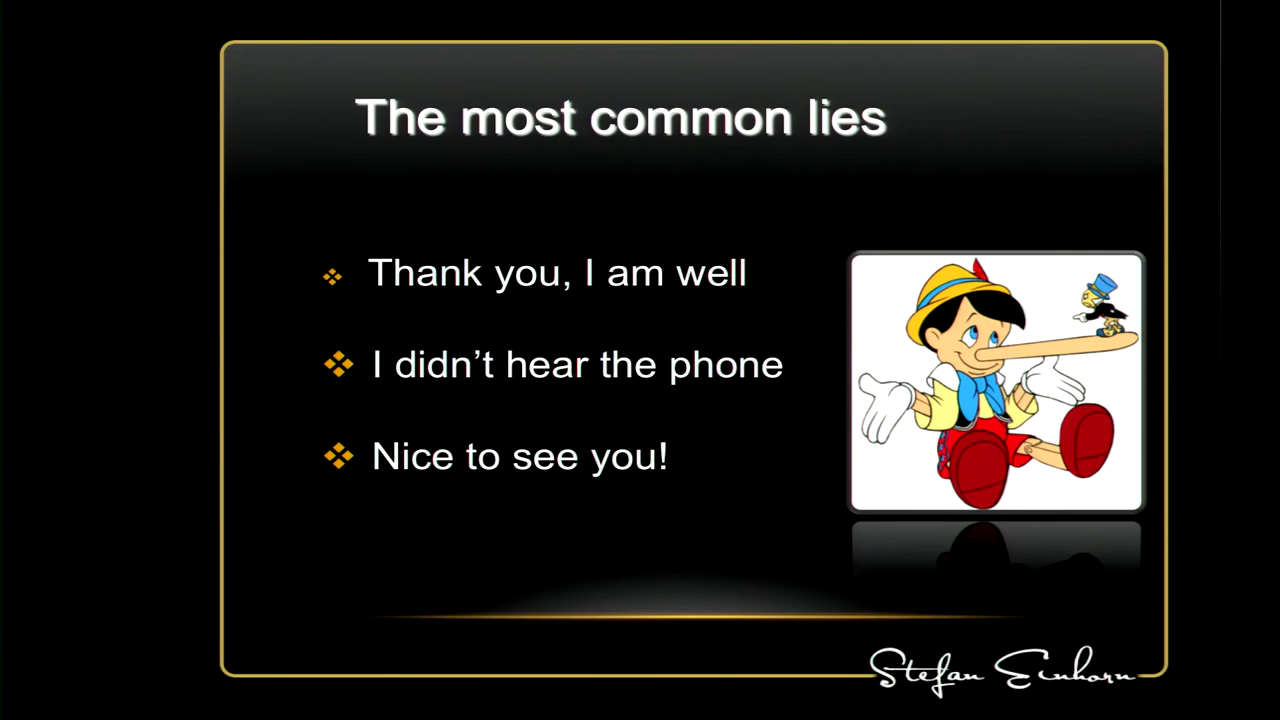 The most common lies
Thank you, I am well
I didn’t hear the phone
Nice to see you!
Stefan Einhorn